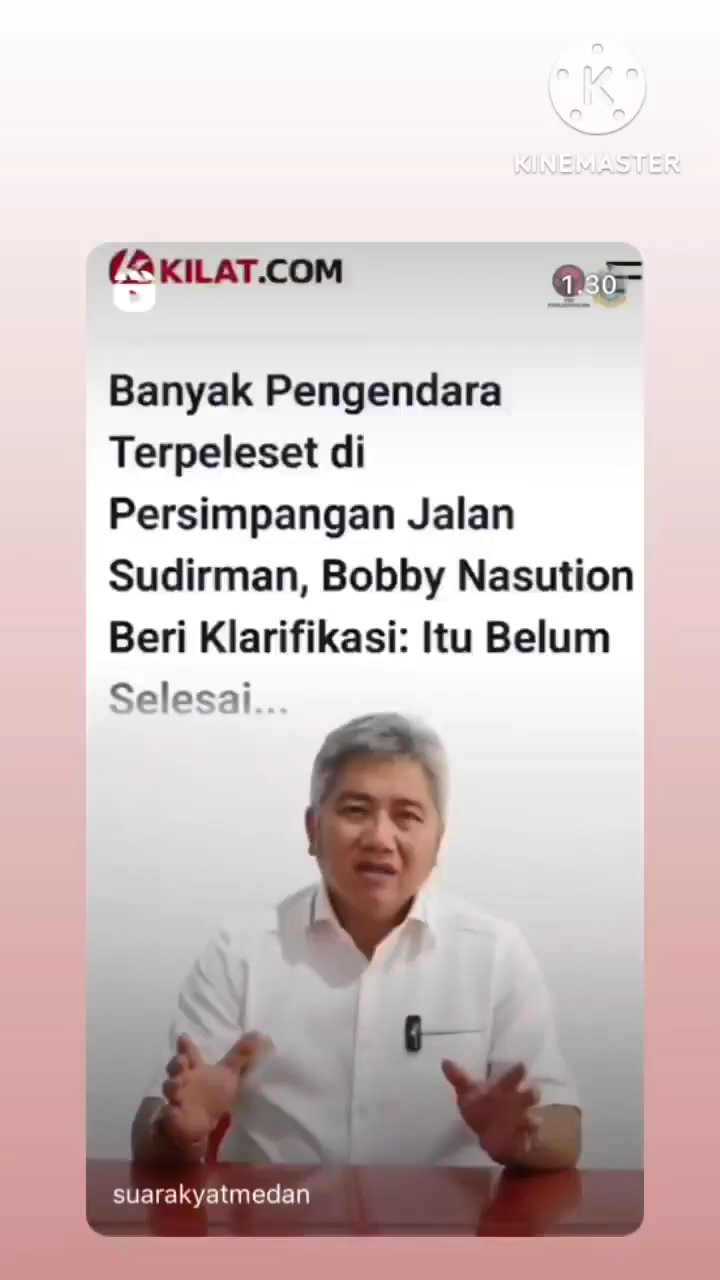 KINEMASTER
KILAT.COM
1.30
Banyak Pengendara
Terpeleset di
Persimpangan Jalan
Sudirman, Bobby Nasution
Beri Klarifikasi: Itu Belum
Selesai...
suarakyatmedan